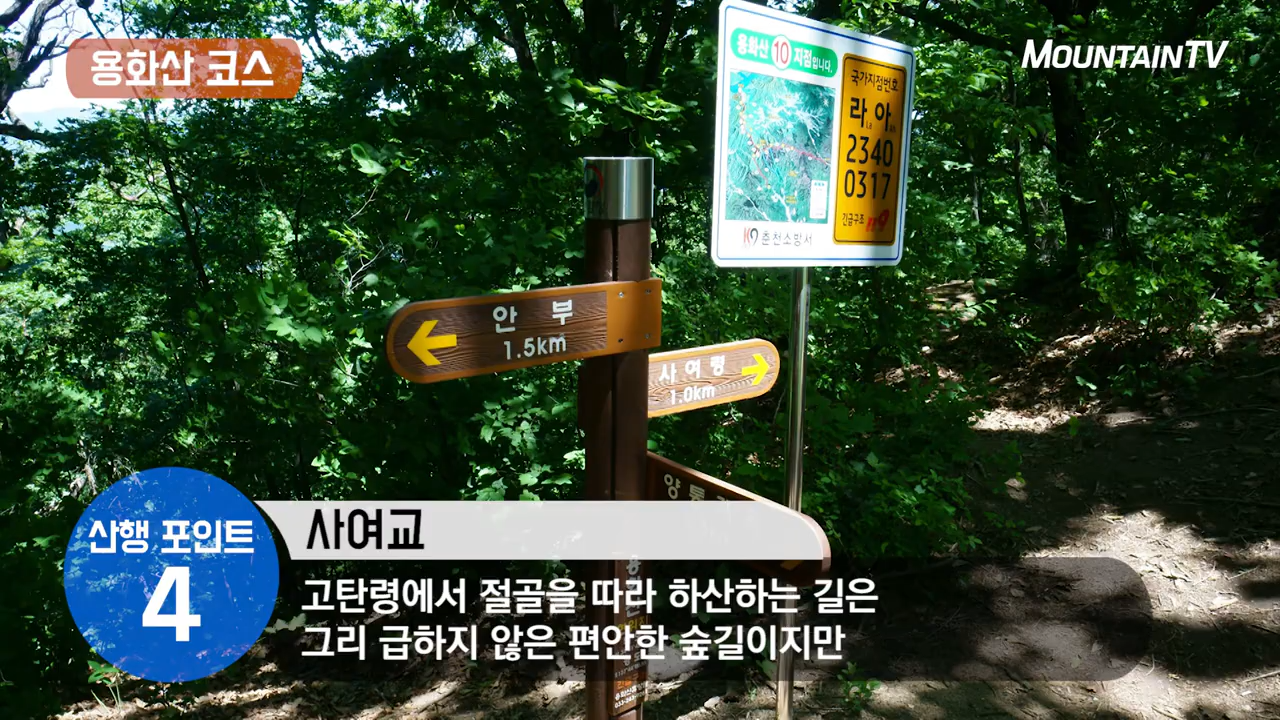 용화산 코스
MOUNTAINTV
용화산 10 지점입니다.
국가지점번호
라 아
La ah
2340
0317
긴급구조 119
춘천소방서
안 부
1.5km
사 여 령
1.0km
양 통
산행 포인트
4
사여교
고탄령에서 절골을 따라 하산하는 길은
그리 급하지 않은 편안한 숲길이지만